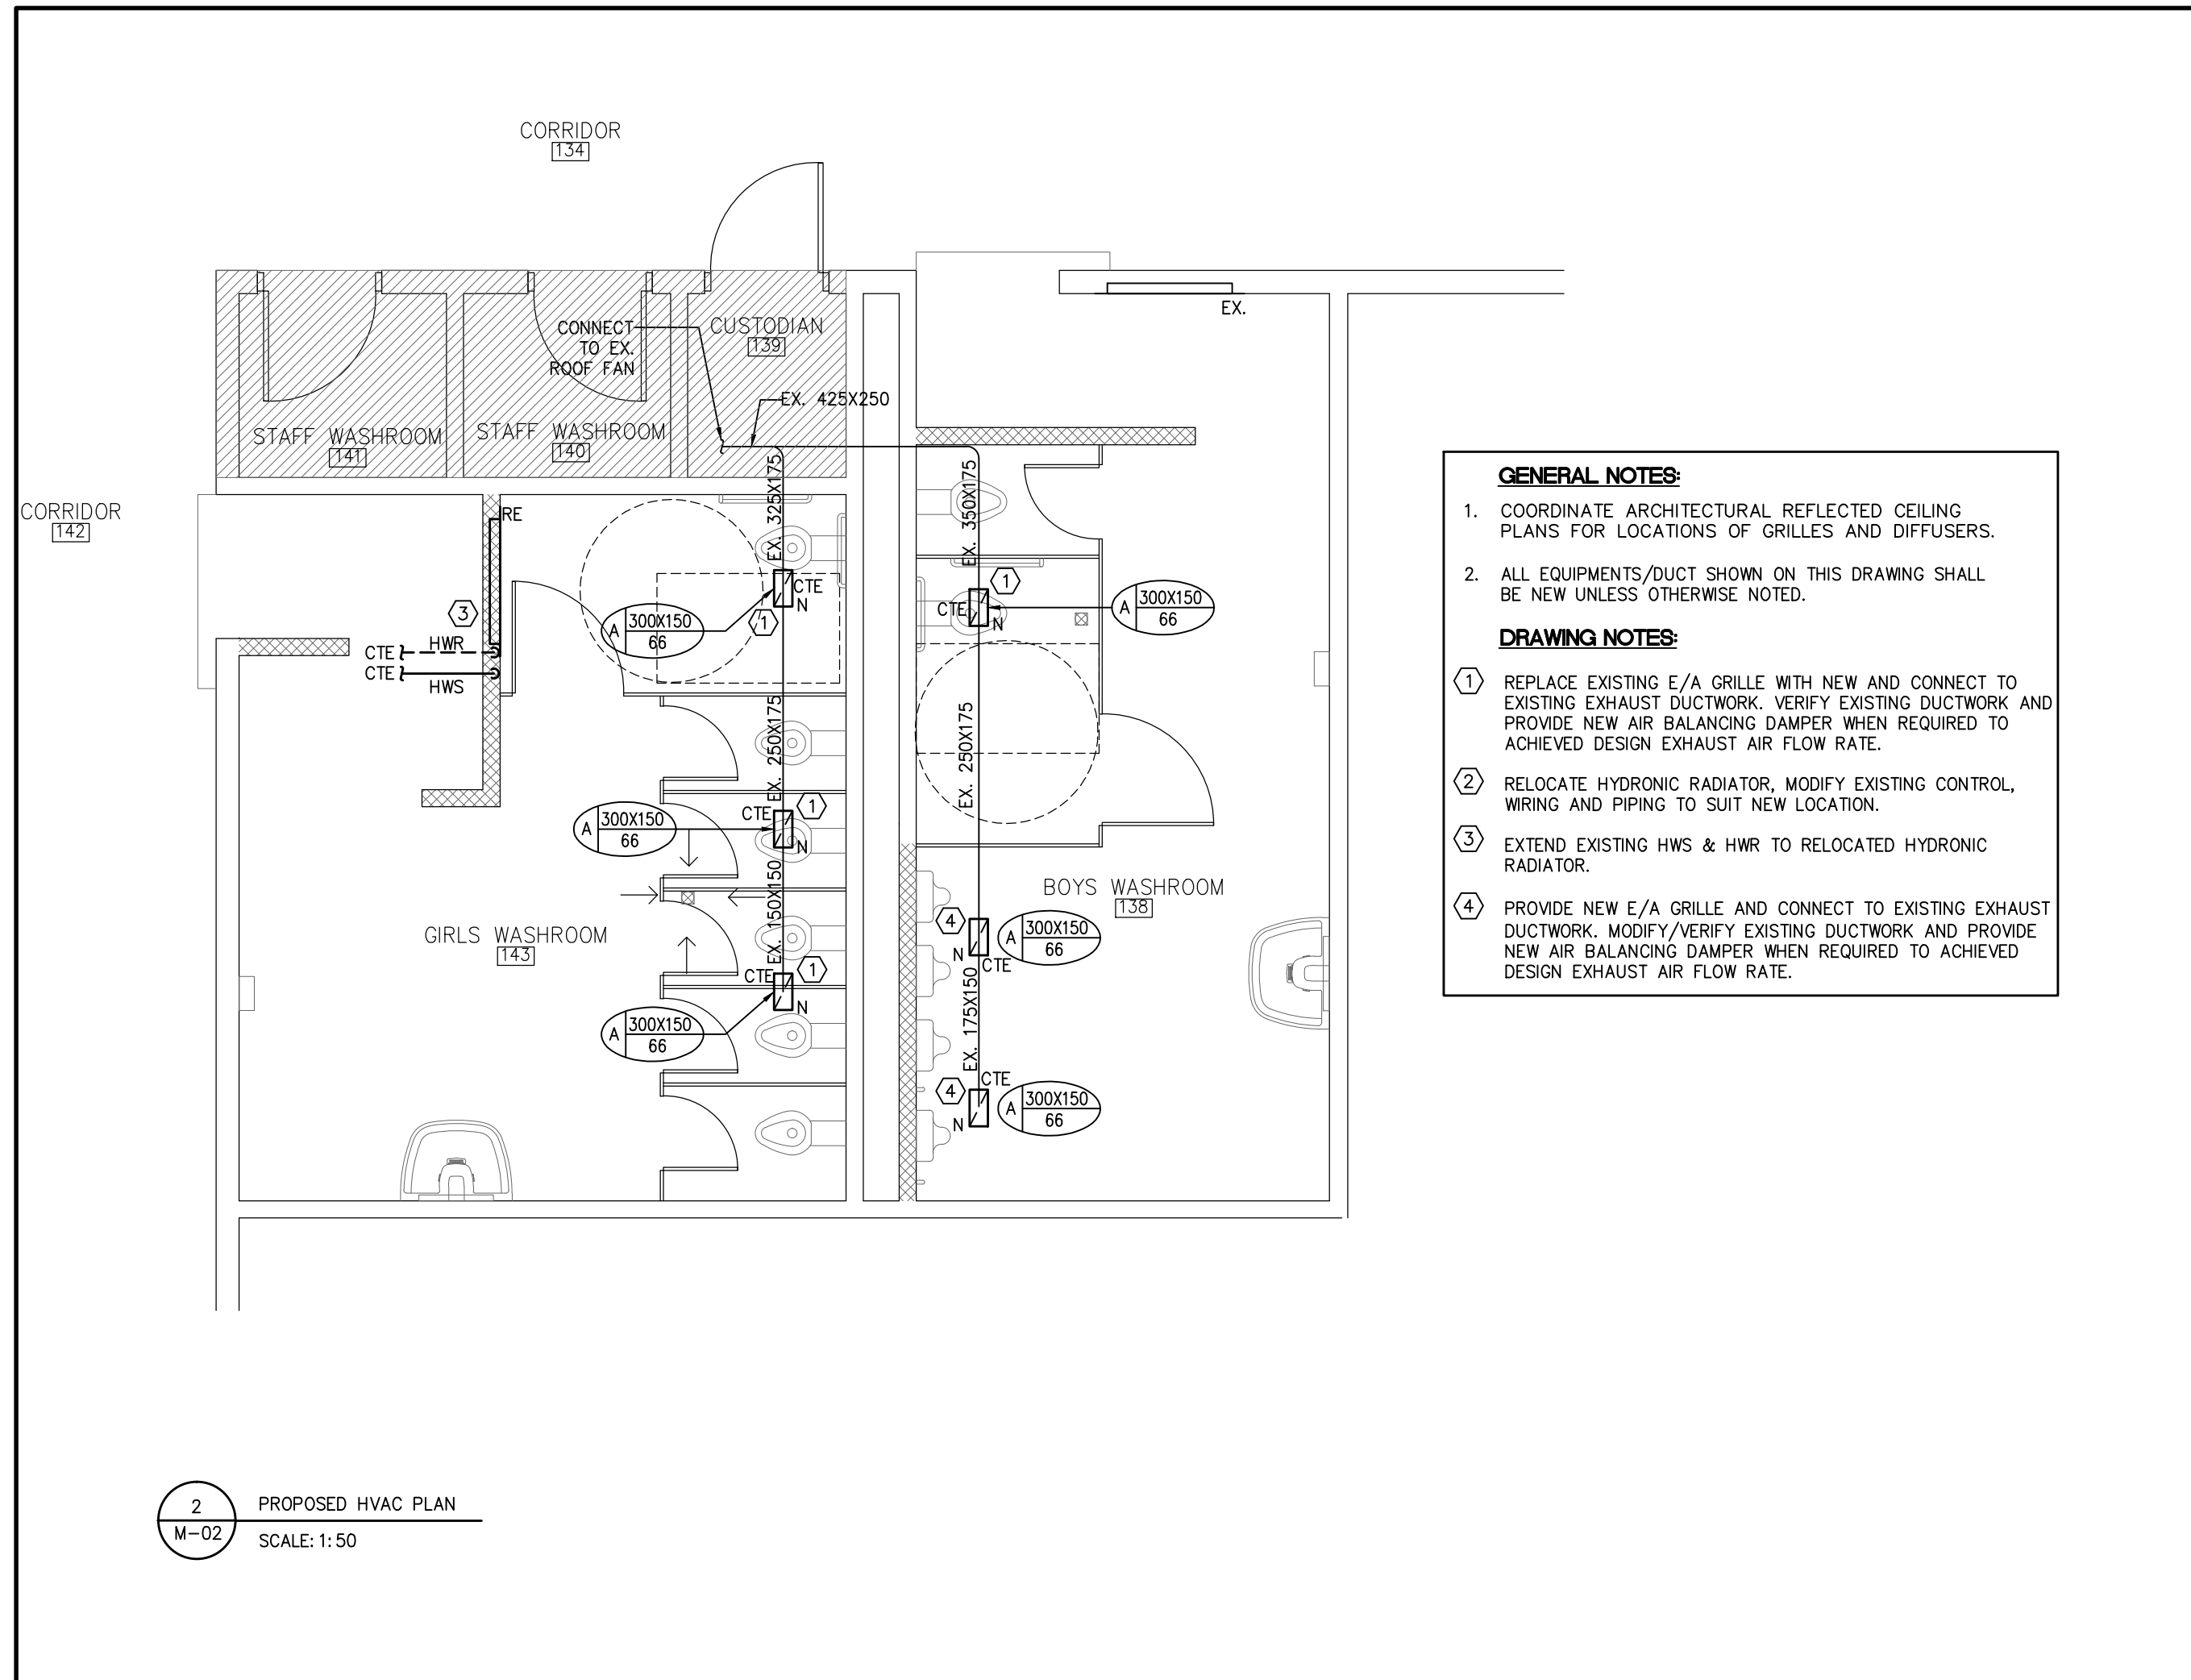 CORRIDOR
134
CONNECT
TO EX.
ROOF FAN
CUSTODIAN
139
EX.
EX. 425X250
STAFF WASHROOM
141
STAFF WASHROOM
140
CORRIDOR
142
RE
EX. 325X175
EX. 350X175
3
CTE
HWR
CTE
HWS
A
300X150
66
CTE
N
1
1
CTE
N
A
300X150
66
EX. 250X175
EX. 250X175
A
300X150
66
CTE
1
N
EX. 150X150
BOYS WASHROOM
138
GIRLS WASHROOM
143
4
N
CTE
A
300X150
66
CTE
1
N
A
300X150
66
EX. 175X150
4
CTE
N
A
300X150
66
GENERAL NOTES:
1. COORDINATE ARCHITECTURAL REFLECTED CEILING
PLANS FOR LOCATIONS OF GRILLES AND DIFFUSERS.
2. ALL EQUIPMENTS/DUCT SHOWN ON THIS DRAWING SHALL
BE NEW UNLESS OTHERWISE NOTED.
DRAWING NOTES:
1 REPLACE EXISTING E/A GRILLE WITH NEW AND CONNECT TO
EXISTING EXHAUST DUCTWORK. VERIFY EXISTING DUCTWORK AND
PROVIDE NEW AIR BALANCING DAMPER WHEN REQUIRED TO
ACHIEVED DESIGN EXHAUST AIR FLOW RATE.
2 RELOCATE HYDRONIC RADIATOR, MODIFY EXISTING CONTROL,
WIRING AND PIPING TO SUIT NEW LOCATION.
3 EXTEND EXISTING HWS & HWR TO RELOCATED HYDRONIC
RADIATOR.
4 PROVIDE NEW E/A GRILLE AND CONNECT TO EXISTING EXHAUST
DUCTWORK. MODIFY/VERIFY EXISTING DUCTWORK AND PROVIDE
NEW AIR BALANCING DAMPER WHEN REQUIRED TO ACHIEVED
DESIGN EXHAUST AIR FLOW RATE.
2
M-02
PROPOSED HVAC PLAN
SCALE: 1:50